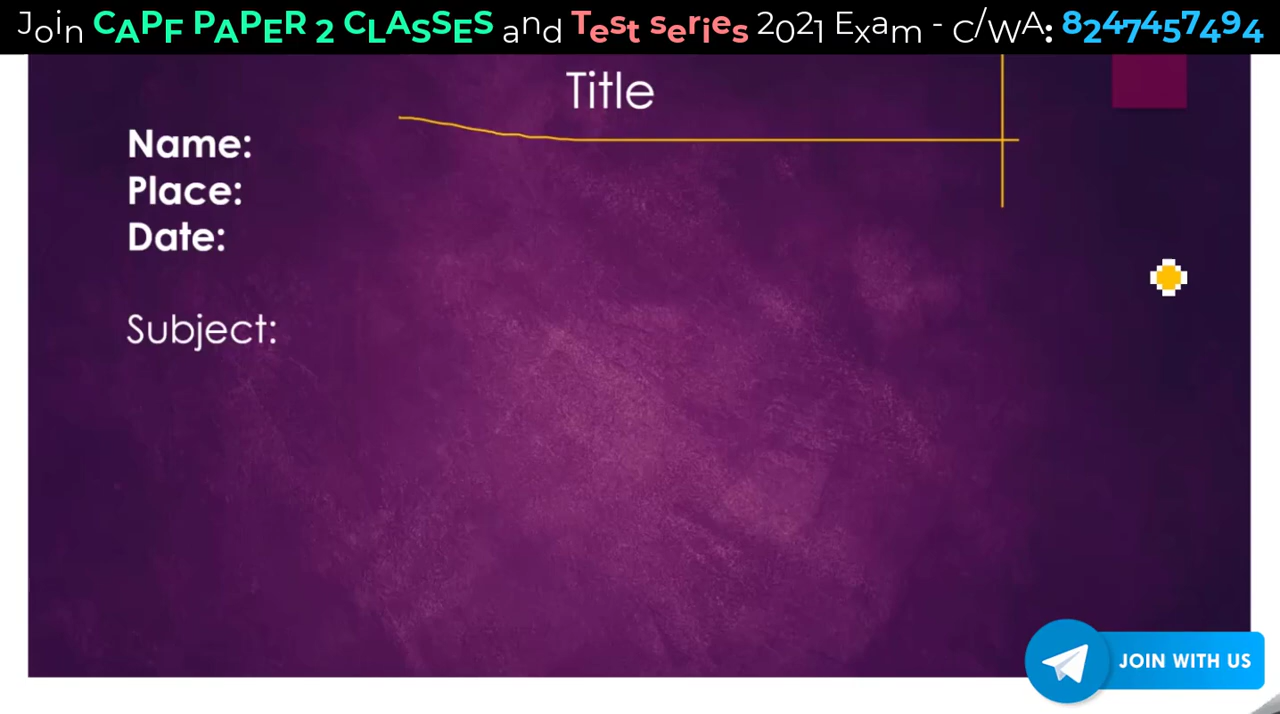 Join CAPF PAPER 2 CLASSES and Test series 2021 Exam - C/WA: 8247457494
Title
Name:
Place:
Date:
Subject:
JOIN WITH US